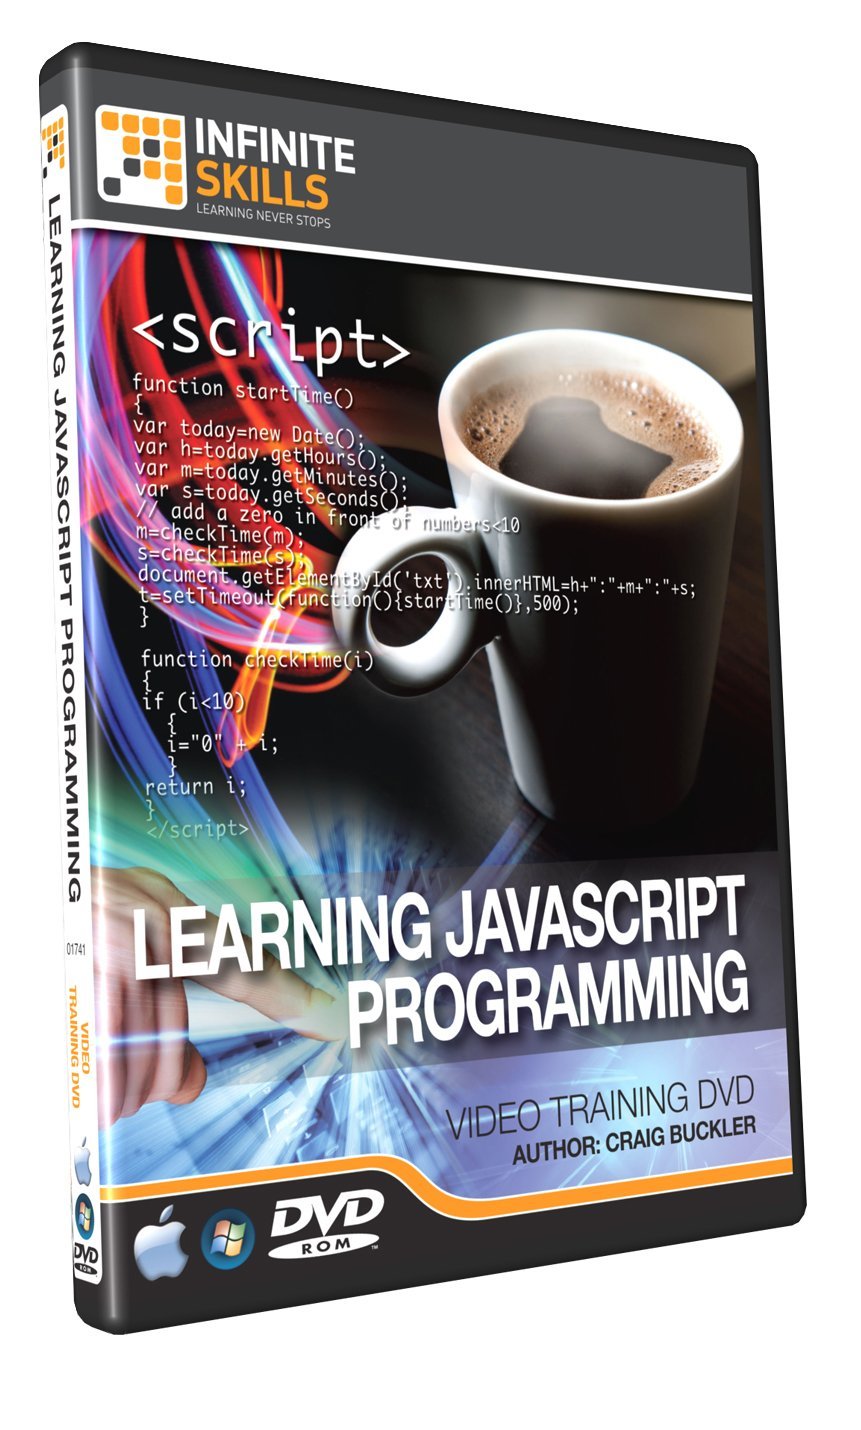 INFINITE
SKILLS
LEARNING NEVER STOPS
<script>
function startTime()
{
var today=new Date();
var h=today.getHours();
var m=today.getMinutes();
var s=today.getSeconds();
// add a zero in front of numbers<10
m=checkTime(m);
s=checkTime(s);
document.getElementById('txt').innerHTML=h+":"+m+":"+s;
t=setTimeout(function(){startTime()},500);
}
function checkTime(i)
{
if (i<10)
{
i="0" + i;
}
return i;
}
</script>
LEARNING JAVASCRIPT
PROGRAMMING
VIDEO TRAINING DVD
AUTHOR: CRAIG BUCKLER
DVD
ROM
TM
LEARNING JAVASCRIPT PROGRAMMING
01741
VIDEO
TRAINING DVD
DVD
ROM